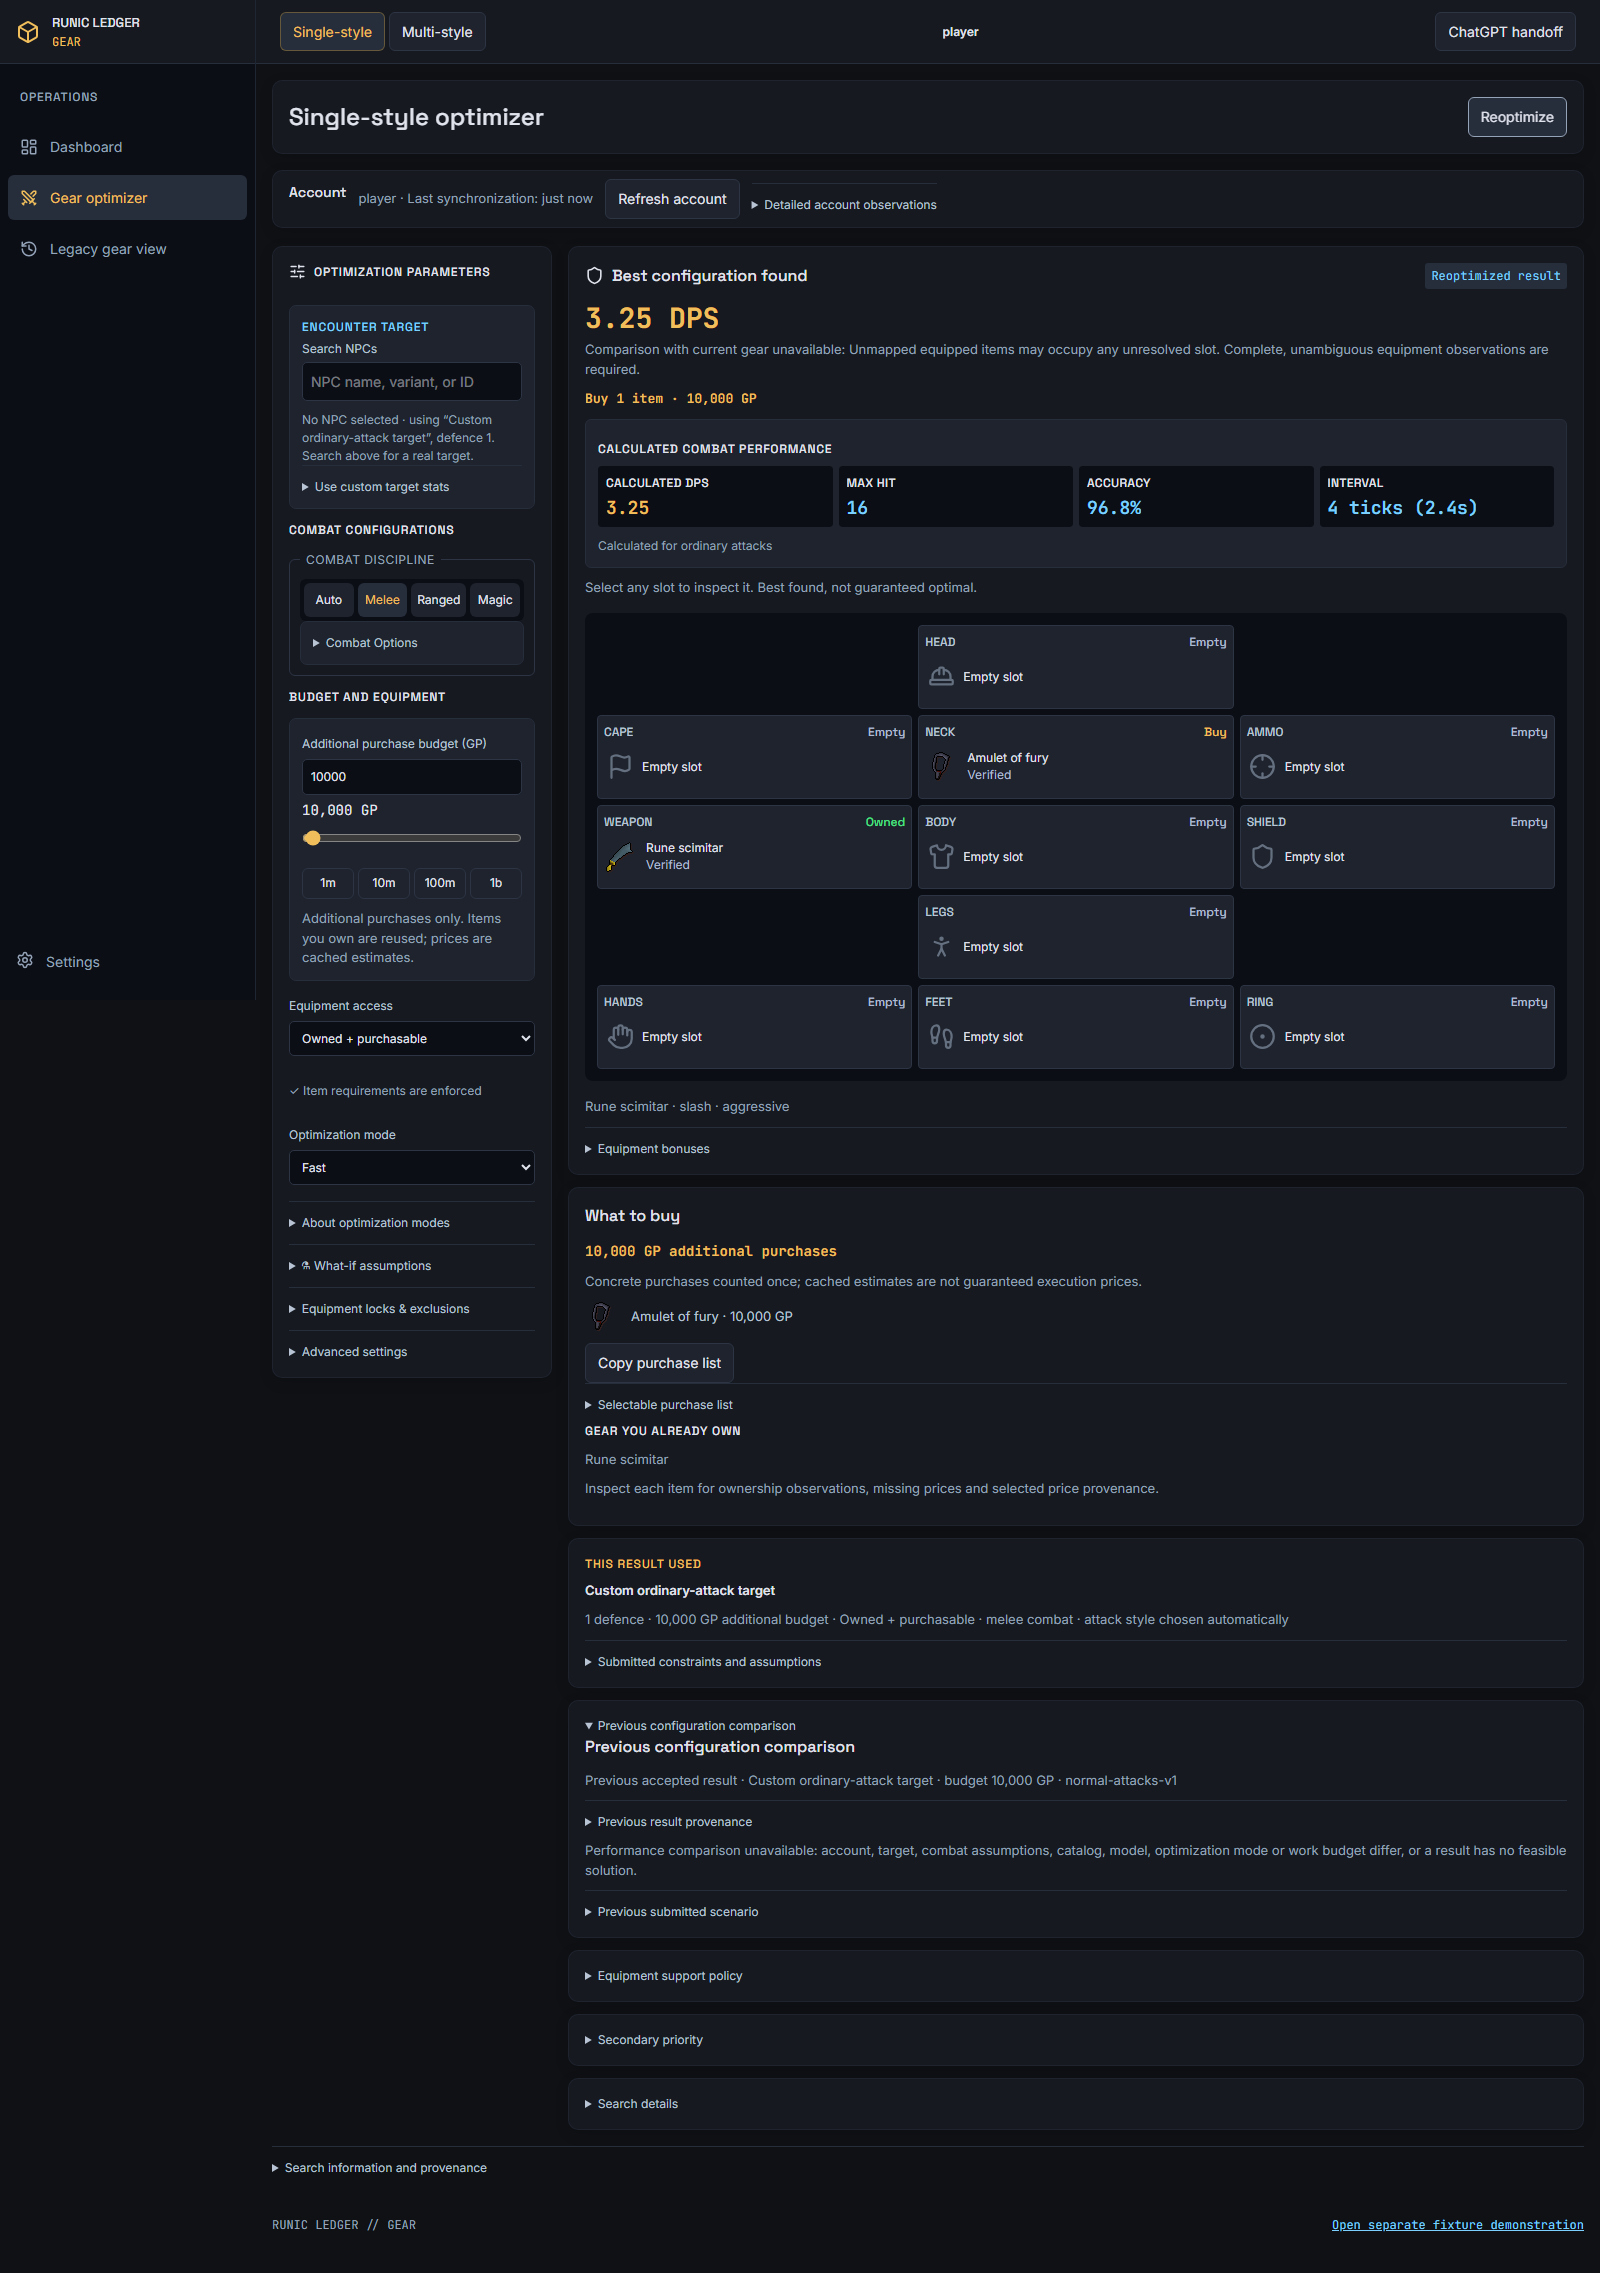 RUNIC LEDGER
GEAR
Single-style
Multi-style
player
ChatGPT handoff
OPERATIONS
Dashboard
Gear optimizer
Legacy gear view
Settings
Single-style optimizer
Reoptimize
Account
player · Last synchronization: just now
Refresh account
Detailed account observations
OPTIMIZATION PARAMETERS
ENCOUNTER TARGET
Search NPCs
NPC name, variant, or ID
No NPC selected · using “Custom
ordinary-attack target”, defence 1.
Search above for a real target.
Use custom target stats
COMBAT CONFIGURATIONS
COMBAT DISCIPLINE
Auto
Melee
Ranged
Magic
Combat Options
BUDGET AND EQUIPMENT
Additional purchase budget (GP)
10000
10,000 GP
1m
10m
100m
1b
Additional purchases only. Items
you own are reused; prices are
cached estimates.
Equipment access
Owned + purchasable
✓ Item requirements are enforced
Optimization mode
Fast
About optimization modes
⚗ What-if assumptions
Equipment locks & exclusions
Advanced settings
Best configuration found
Reoptimized result
3.25 DPS
Comparison with current gear unavailable: Unmapped equipped items may occupy any unresolved slot. Complete, unambiguous equipment observations are
required.
Buy 1 item · 10,000 GP
CALCULATED COMBAT PERFORMANCE
CALCULATED DPS
3.25
MAX HIT
16
ACCURACY
96.8%
INTERVAL
4 ticks (2.4s)
Calculated for ordinary attacks
Select any slot to inspect it. Best found, not guaranteed optimal.
HEAD
Empty
Empty slot
CAPE
Empty
Empty slot
NECK
Buy
Amulet of fury
Verified
AMMO
Empty
Empty slot
WEAPON
Owned
Rune scimitar
Verified
BODY
Empty
Empty slot
SHIELD
Empty
Empty slot
LEGS
Empty
Empty slot
HANDS
Empty
Empty slot
FEET
Empty
Empty slot
RING
Empty
Empty slot
Rune scimitar · slash · aggressive
Equipment bonuses
What to buy
10,000 GP additional purchases
Concrete purchases counted once; cached estimates are not guaranteed execution prices.
Amulet of fury · 10,000 GP
Copy purchase list
Selectable purchase list
GEAR YOU ALREADY OWN
Rune scimitar
Inspect each item for ownership observations, missing prices and selected price provenance.
THIS RESULT USED
Custom ordinary-attack target
1 defence · 10,000 GP additional budget · Owned + purchasable · melee combat · attack style chosen automatically
Submitted constraints and assumptions
Previous configuration comparison
Previous configuration comparison
Previous accepted result · Custom ordinary-attack target · budget 10,000 GP · normal-attacks-v1
Previous result provenance
Performance comparison unavailable: account, target, combat assumptions, catalog, model, optimization mode or work budget differ, or a result has no feasible
solution.
Previous submitted scenario
Equipment support policy
Secondary priority
Search details
Search information and provenance
RUNIC LEDGER // GEAR
Open separate fixture demonstration